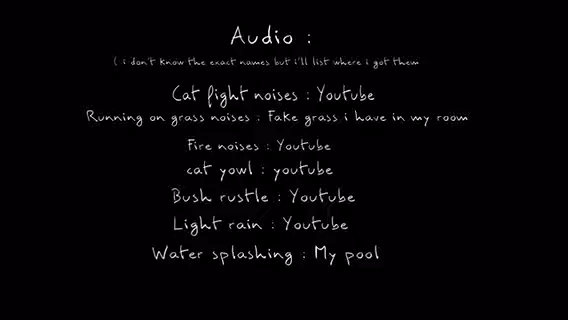 Audio :
( i don't know the exact names but i'll list where i got them
Cat fight noises : Youtube
Running on grass noises : Fake grass i have in my room
Fire noises : Youtube
cat yowl : youtube
Bush rustle : Youtube
Light rain : Youtube
Water splashing : My pool